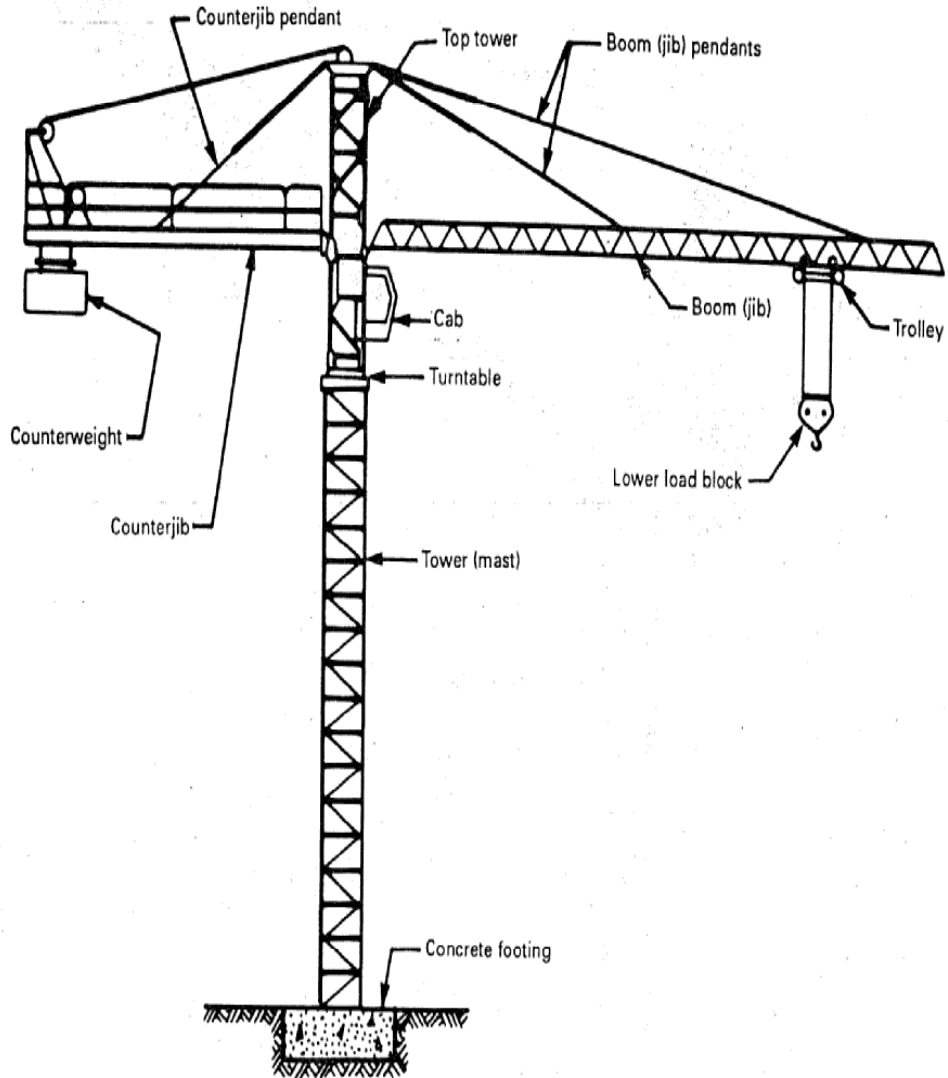 Counterjib pendant
Top tower
Boom (jib) pendants
Cab
Boom (jib)
Trolley
Turntable
Counterweight
Lower load block
Counterjib
Tower (mast)
Concrete footing